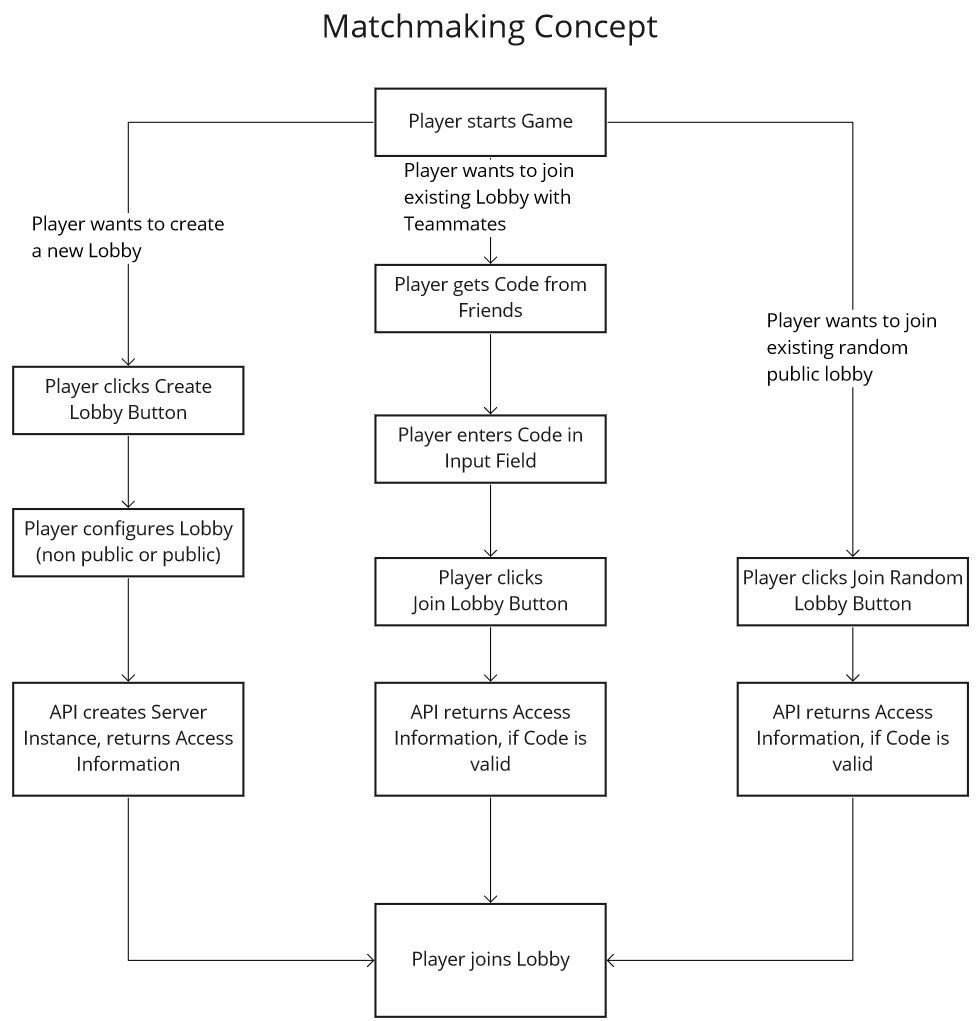 Matchmaking Concept
Player starts Game
Player wants to create
a new Lobby
Player clicks Create
Lobby Button
Player configures Lobby
(non public or public)
API creates Server
Instance, returns Access
Information
Player wants to join
existing Lobby with
Teammates
Player gets Code from
Friends
Player enters Code in
Input Field
Player clicks
Join Lobby Button
API returns Access
Information, if Code is
valid
Player wants to join
existing random
public lobby
Player clicks Join Random
Lobby Button
API returns Access
Information, if Code is
valid
Player joins Lobby